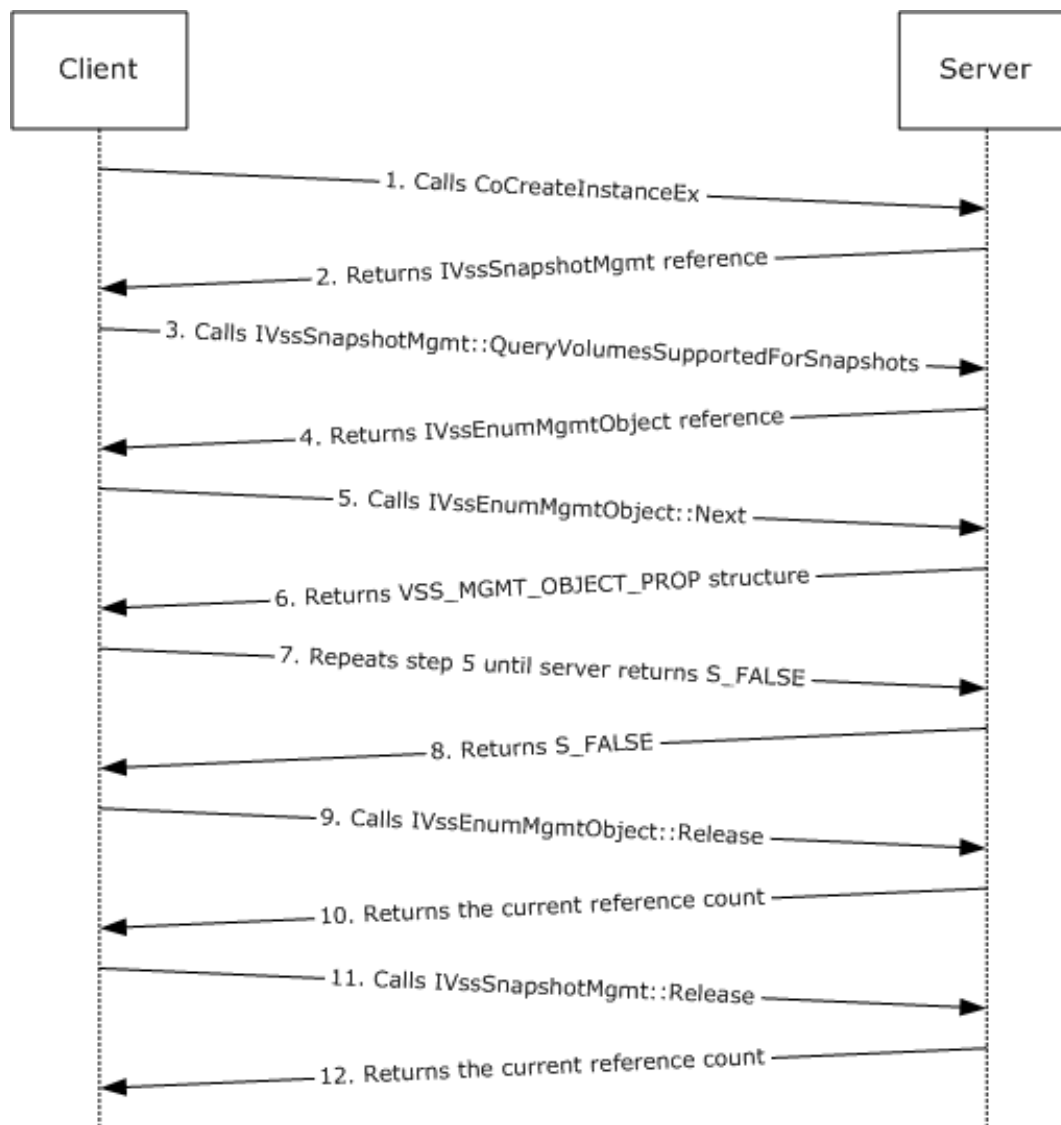 Client
Server
1. Calls CoCreateInstanceEx
2. Returns IVssSnapshotMgmt reference
3. Calls IVssSnapshotMgmt::QueryVolumesSupportedForSnapshots
4. Returns IVssEnumMgmtObject reference
5. Calls IVssEnumMgmtObject::Next
6. Returns VSS_MGMT_OBJECT_PROP structure
7. Repeats step 5 until server returns S_FALSE
8. Returns S_FALSE
9. Calls IVssEnumMgmtObject::Release
10. Returns the current reference count
11. Calls IVssSnapshotMgmt::Release
12. Returns the current reference count